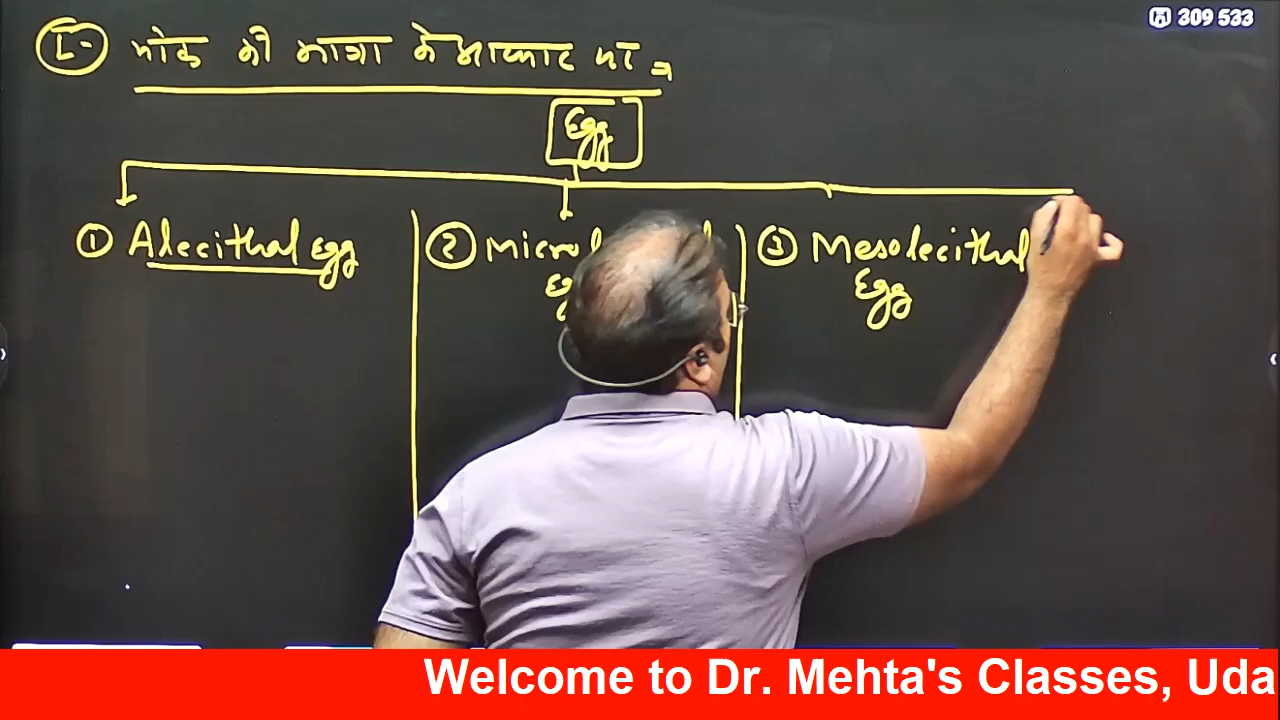 309 533
I- योक की मात्रा के आधार पर
Egg
① Alecithal Egg
② Micro
③ Mesolecithal
Egg
Welcome to Dr. Mehta's Classes, Uda